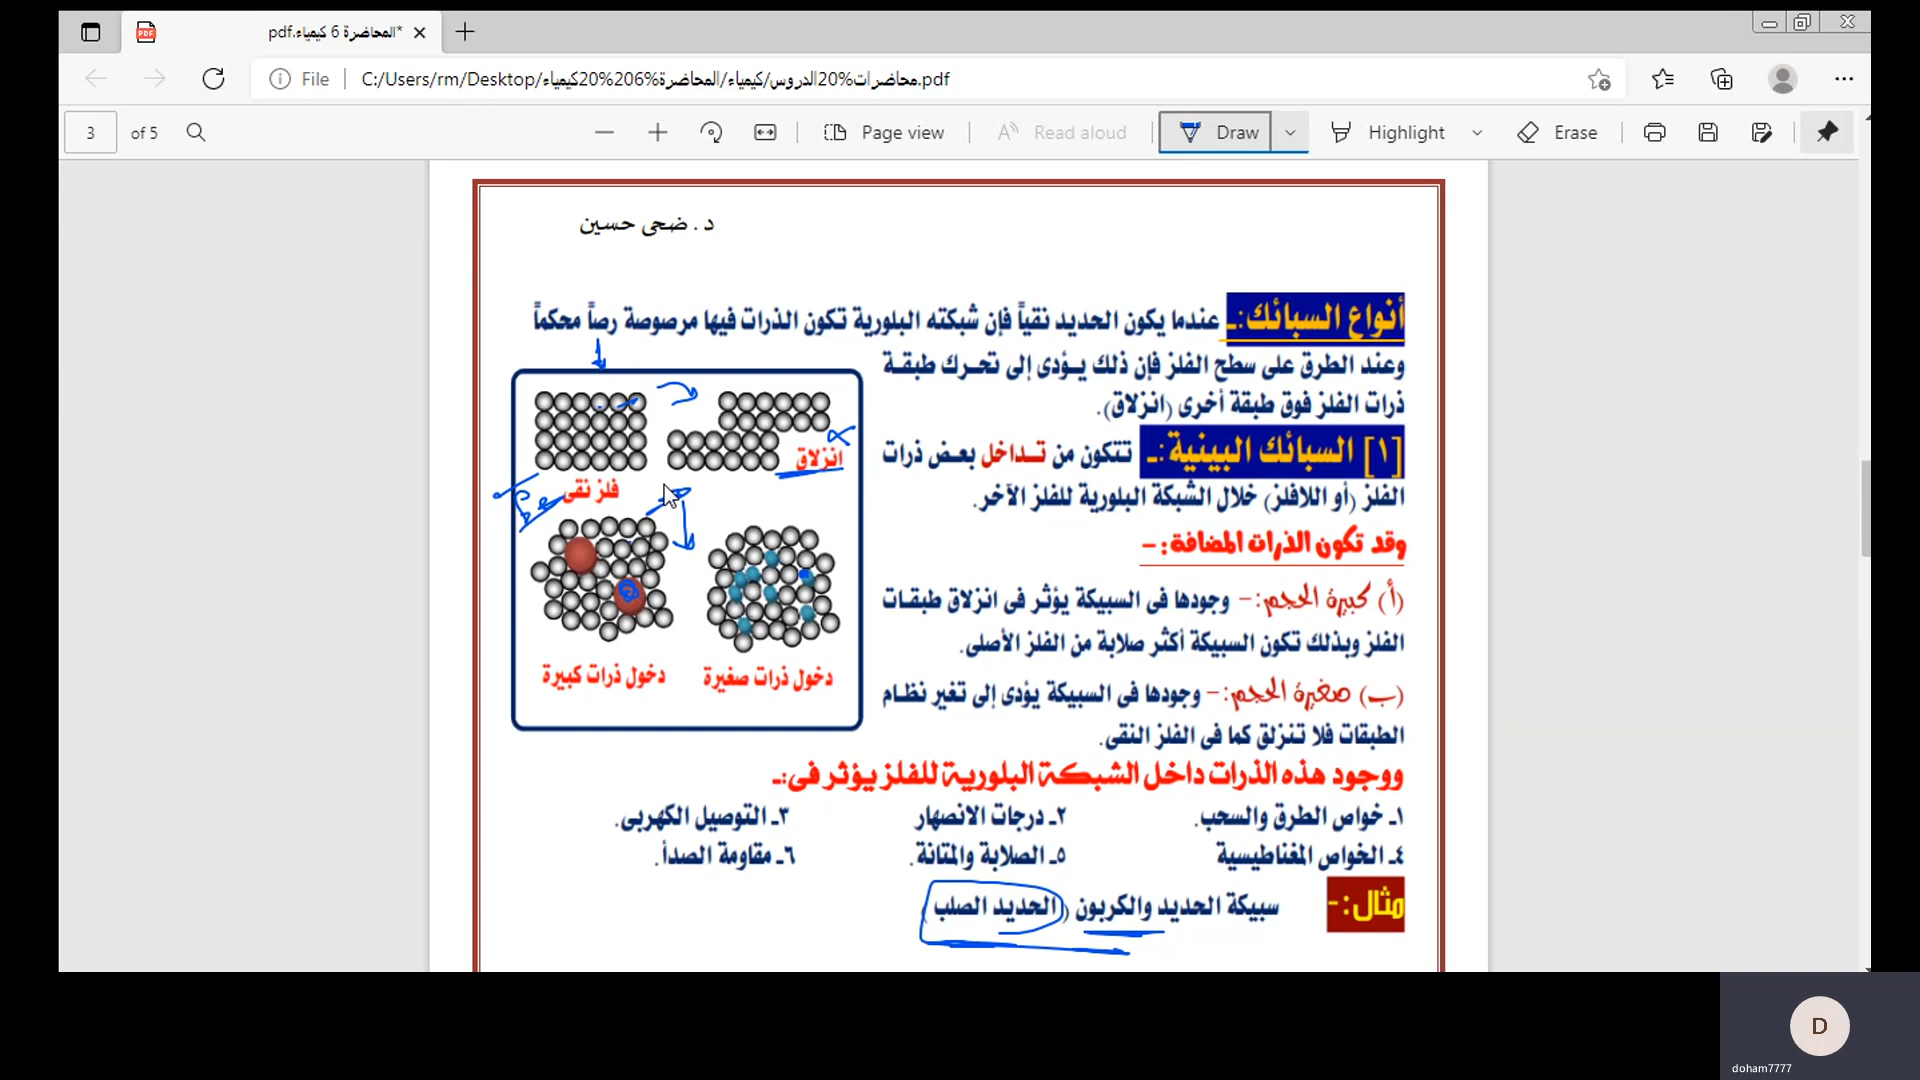 المحاضرة 6 كيمياء.pdf*
File
C:/Users/rm/Desktop/محاضرات%20الدروس/كيمياء/المحاضرة%206%20كيمياء.pdf
3 of 5
Page view
Read aloud
Draw
Highlight
Erase
د . ضحى حسين
أنواع السبائك:ـ عندما يكون الحديد نقياً فإن شبكته البلورية تكون الذرات فيها مرصوصة رصاً محكماً
وعند الطرق على سطح الفلز فإن ذلك يـؤدى إلى تحـرك طبقـة
ذرات الفلز فوق طبقة أخرى (انزلاق).
[١] السبائك البينية:ـ تتكون من تـداخل بعـض ذرات
الفلز (أو اللافلز) خلال الشبكة البلورية للفلز الآخر.
وقد تكون الذرات المضافة: -
(أ) كبيرة الحجم: - وجودها فى السبيكة يؤثر فى انزلاق طبقـات
الفلز وبذلك تكون السبيكة أكثر صلابة من الفلز الأصلى.
(ب) صغيرة الحجم: - وجودها فى السبيكة يؤدى إلى تغير نظـام
الطبقات فلا تنزلق كما فى الفلز النقى.
انزلاق
فلز نقى
دخول ذرات كبيرة
دخول ذرات صغيرة
ووجود هذه الذرات داخل الشبكة البلورية للفلز يؤثر فى:ـ
١ـ خواص الطرق والسحب. ٢ـ درجات الانصهار ٣ـ التوصيل الكهربى.
٤ـ الخواص المغناطيسية ٥ـ الصلابة والمتانة. ٦ـ مقاومة الصدأ.
مثال: - سبيكة الحديد والكربون (الحديد الصلب)
D
doham7777